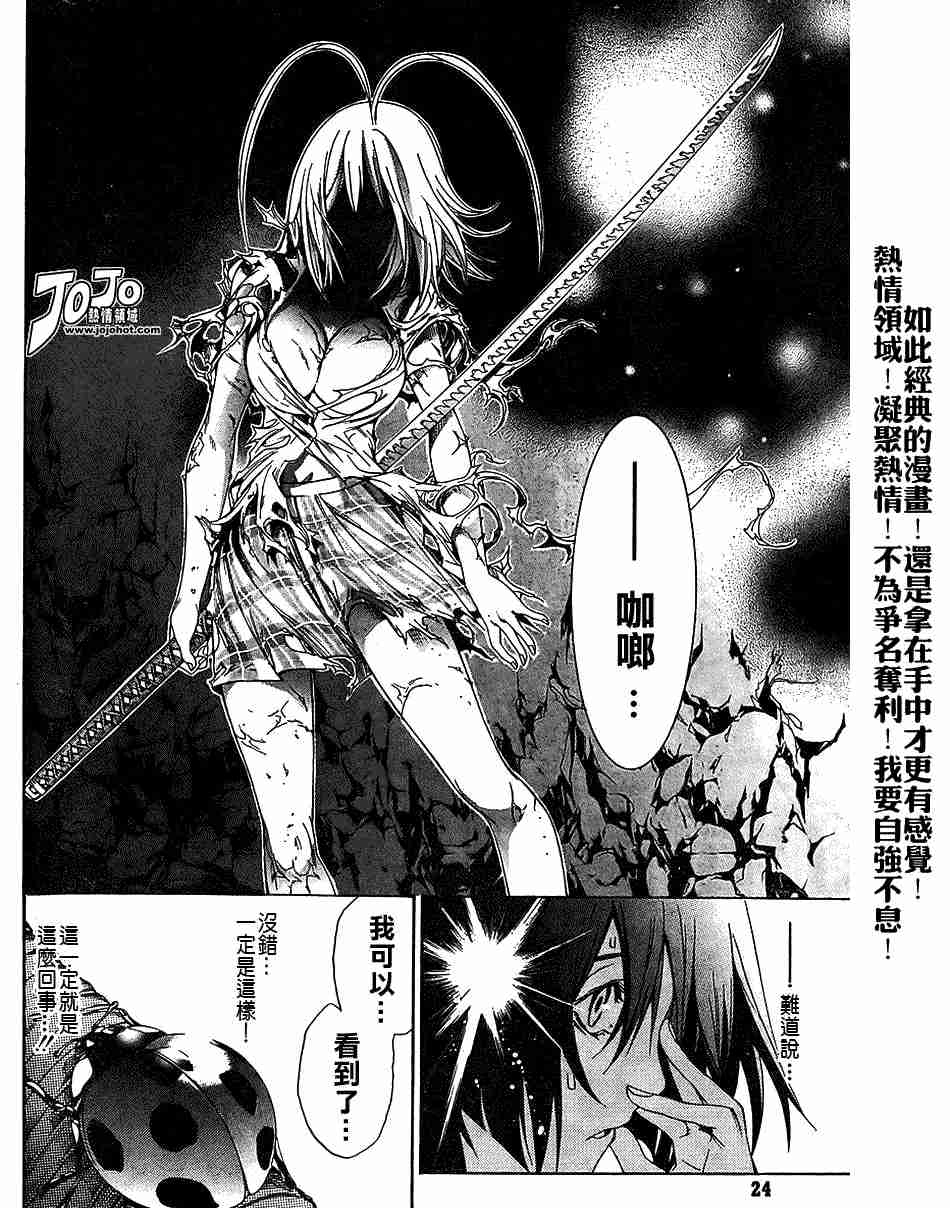 JOJO
熱情領域
www.jojohot.com
──咖啷…
如此經典的漫畫！還是拿在手中才更有感覺！
熱情領域！凝聚熱情！不為爭名奪利！我要自強不息！
──難道說…
我可以…
看到了…
沒錯…
一定是這樣！
這一定就是
這麼回事…!!
24